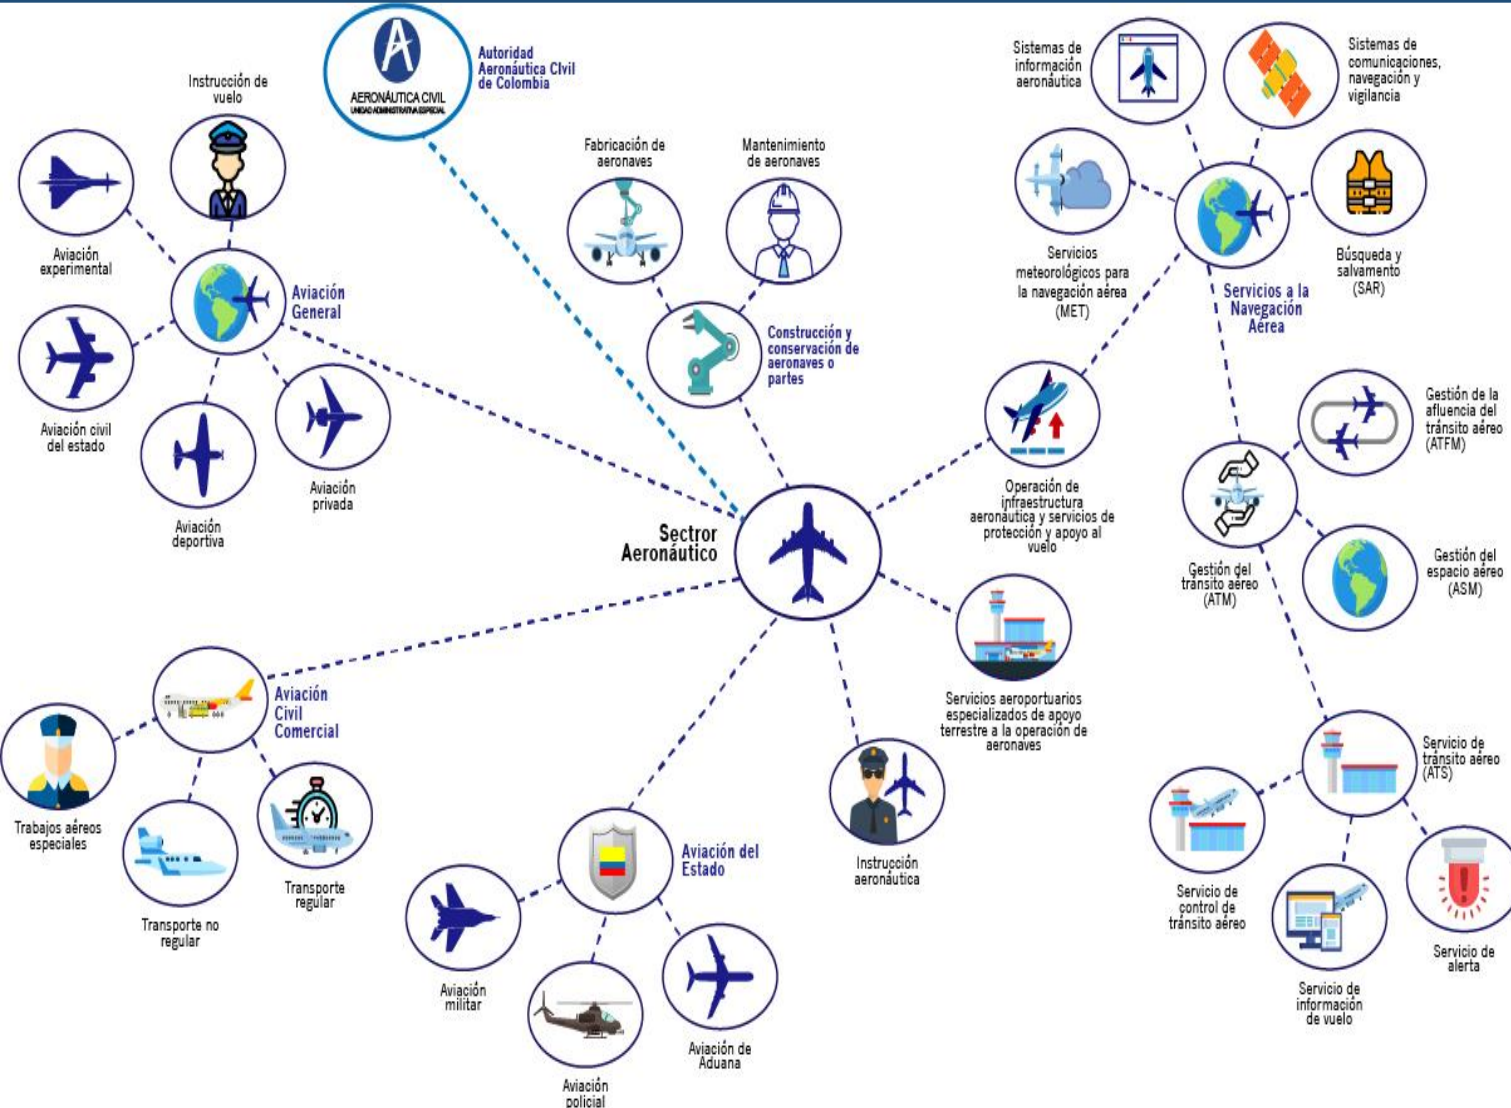 AERONÁUTICA CIVIL
UNIDAD ADMINISTRATIVA ESPECIAL
Autoridad
Aeronáutica CIvil
de Colombia
Instrucción de
vuelo
Aviación
experimental
Aviación
General
Aviación civil
del estado
Aviación
deportiva
Aviación
privada
Fabricación de
aeronaves
Mantenimiento
de aeronaves
Construcción y
conservación de
aeronaves o
partes
Sistemas de
información
aeronáutica
Sistemas de
comunicaciones,
navegación y
vigilancia
Servicios
meteorológicos para
la navegación aérea
(MET)
Búsqueda y
salvamento
(SAR)
Servicios a la
Navegación
Aérea
Operación de
infraestructura
aeronáutica y servicios de
protección y apoyo al
vuelo
Gestión de la
afluencia del
tránsito aéreo
(ATFM)
Gestión del
tránsito aéreo
(ATM)
Gestión del
espacio aéreo
(ASM)
Sectror
Aeronáutico
Servicios aeroportuarios
especializados de apoyo
terrestre a la operación de
aeronaves
Instrucción
aeronáutica
Aviación
Civil
Comercial
Trabajos aéreos
especiales
Transporte no
regular
Transporte
regular
Aviación del
Estado
Aviación
militar
Aviación
policial
Aviación de
Aduana
Servicio de
tránsito aéreo
(ATS)
Servicio de
control de
tránsito aéreo
Servicio de
información
de vuelo
Servicio de
alerta